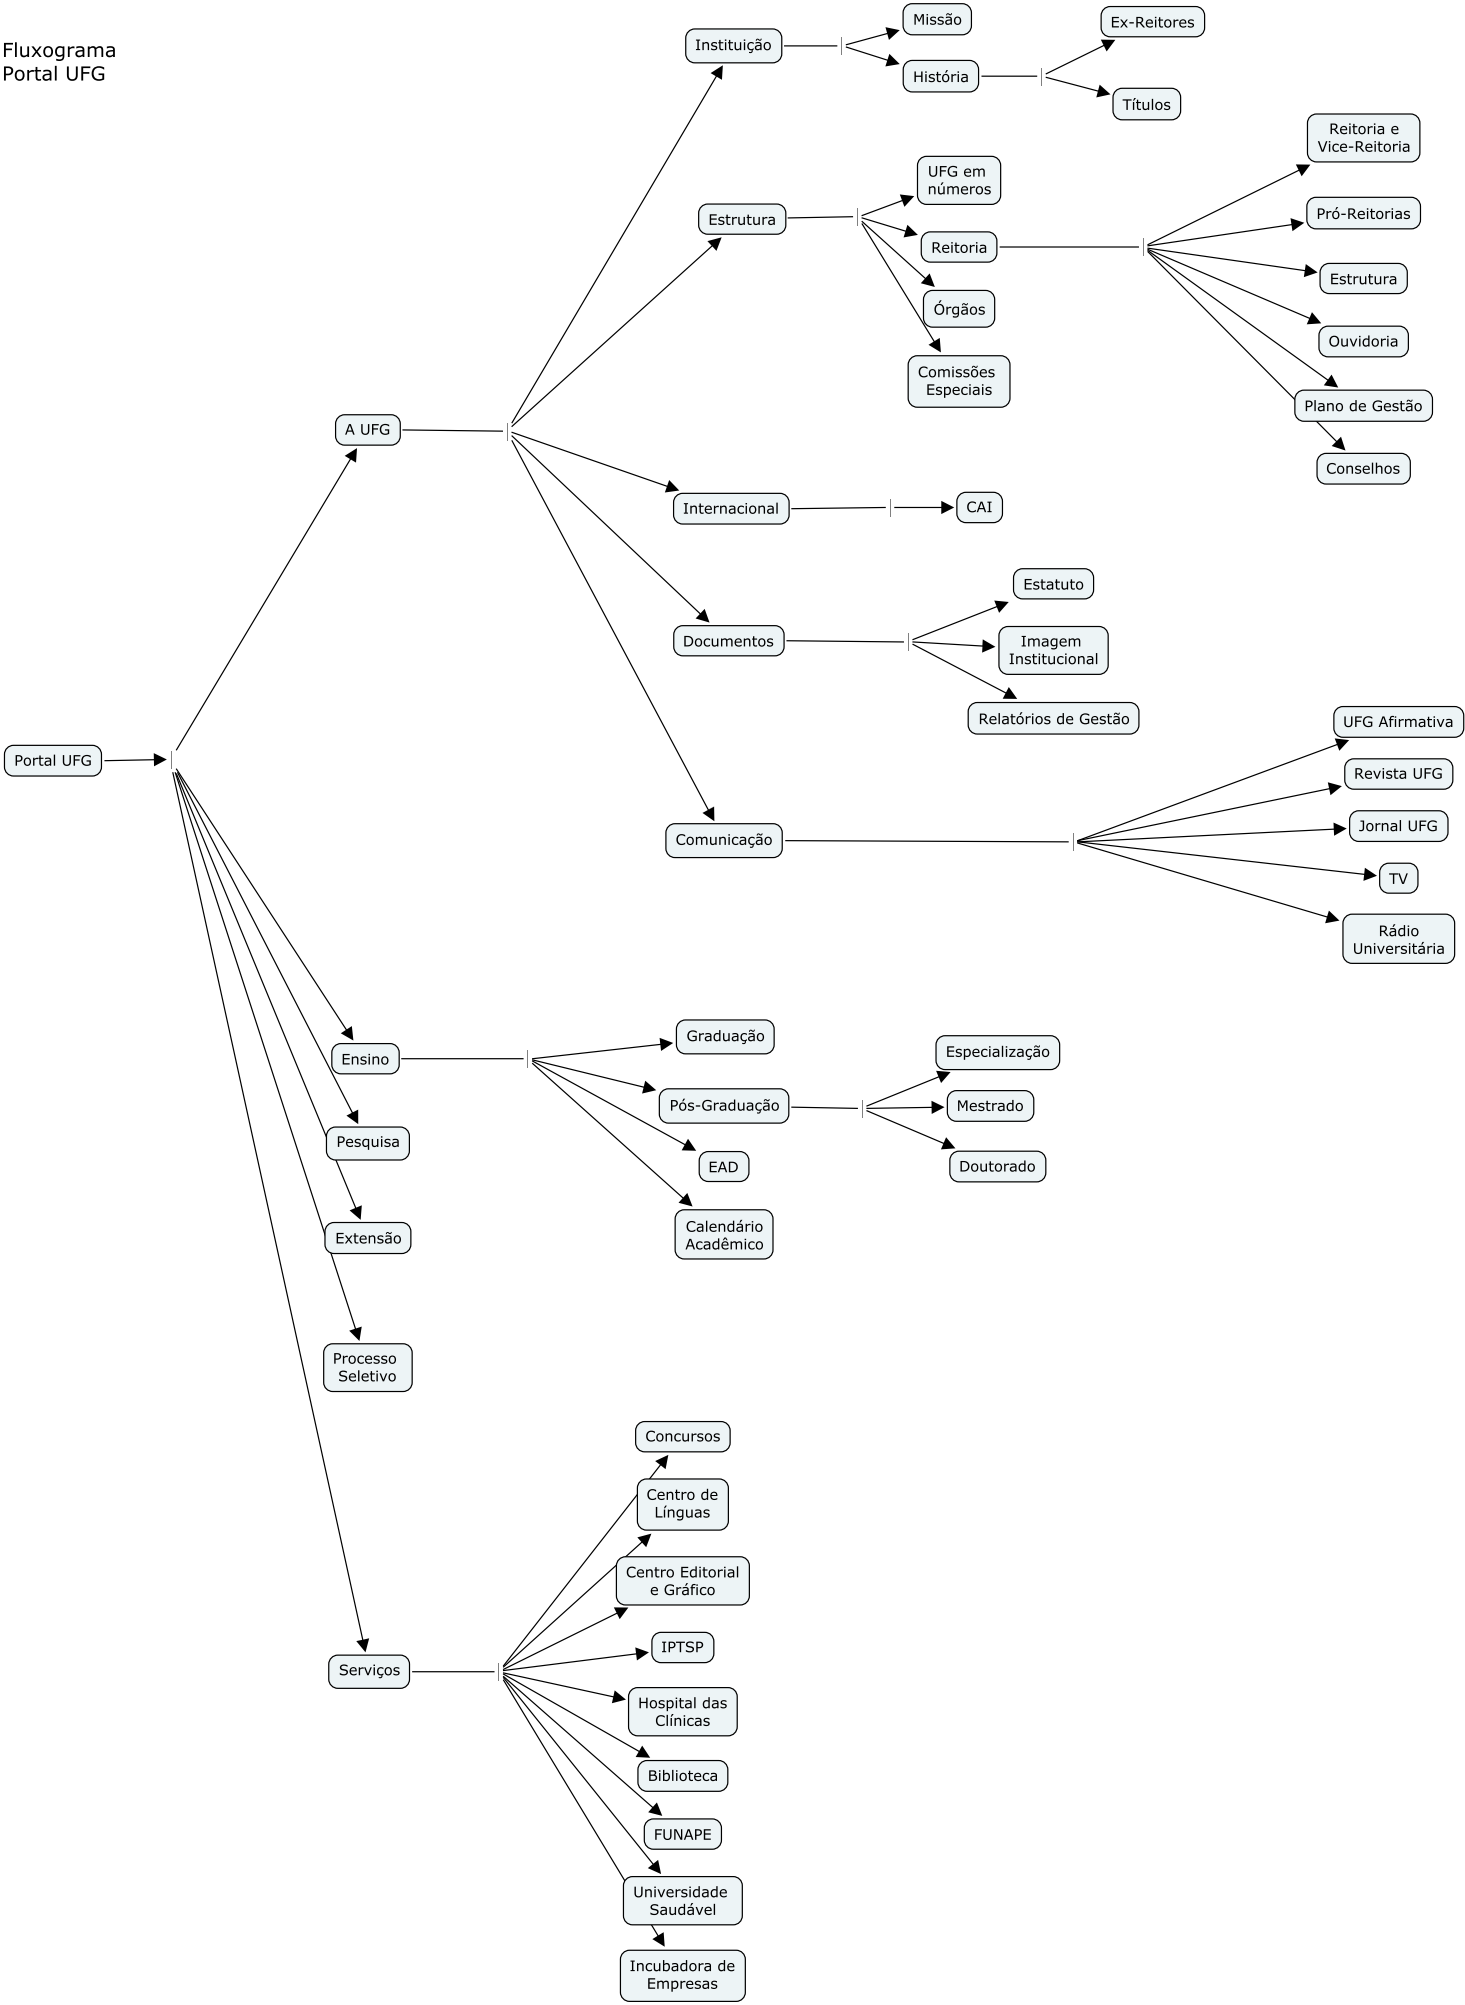 Fluxograma
Portal UFG
Portal UFG
A UFG
Instituição
Missão
História
Ex-Reitores
Títulos
Estrutura
UFG em
números
Reitoria
Reitoria e
Vice-Reitoria
Pró-Reitorias
Estrutura
Ouvidoria
Plano de Gestão
Conselhos
Órgãos
Comissões
Especiais
Internacional
CAI
Documentos
Estatuto
Imagem
Institucional
Relatórios de Gestão
Comunicação
UFG Afirmativa
Revista UFG
Jornal UFG
TV
Rádio
Universitária
Ensino
Graduação
Pós-Graduação
Especialização
Mestrado
Doutorado
EAD
Calendário
Acadêmico
Pesquisa
Extensão
Processo
Seletivo
Serviços
Concursos
Centro de
Línguas
Centro Editorial
e Gráfico
IPTSP
Hospital das
Clínicas
Biblioteca
FUNAPE
Universidade
Saudável
Incubadora de
Empresas